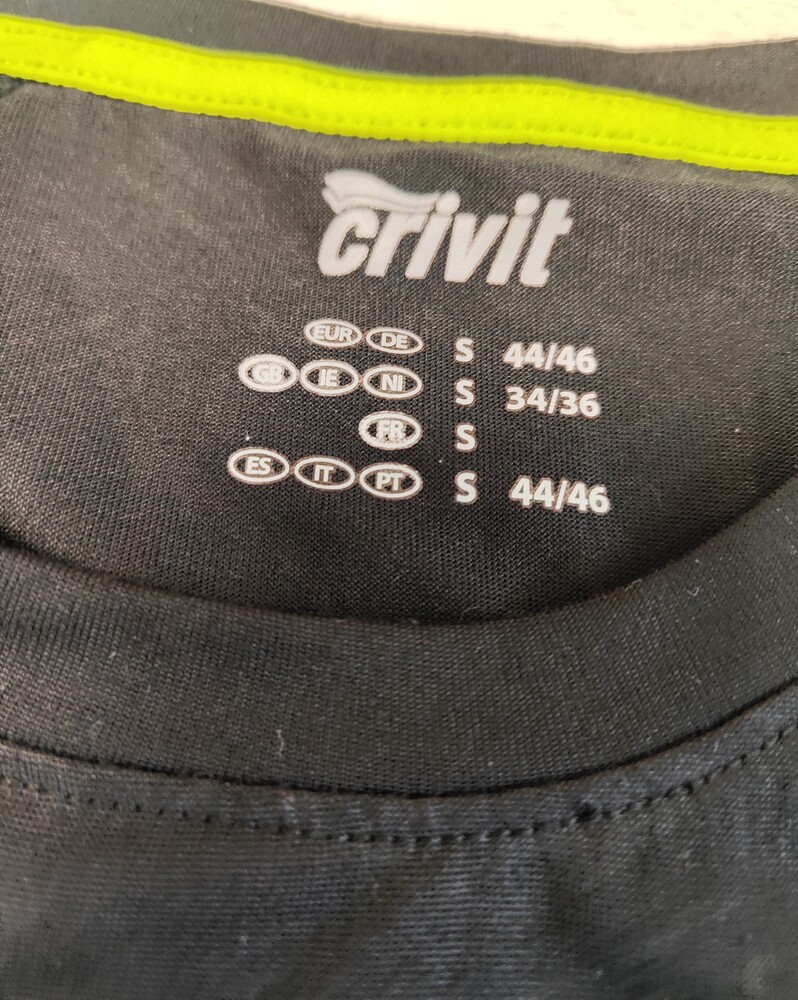 crivit
EUR DE S 44/46
GB IE NI S 34/36
FR S
ES IT PT S 44/46